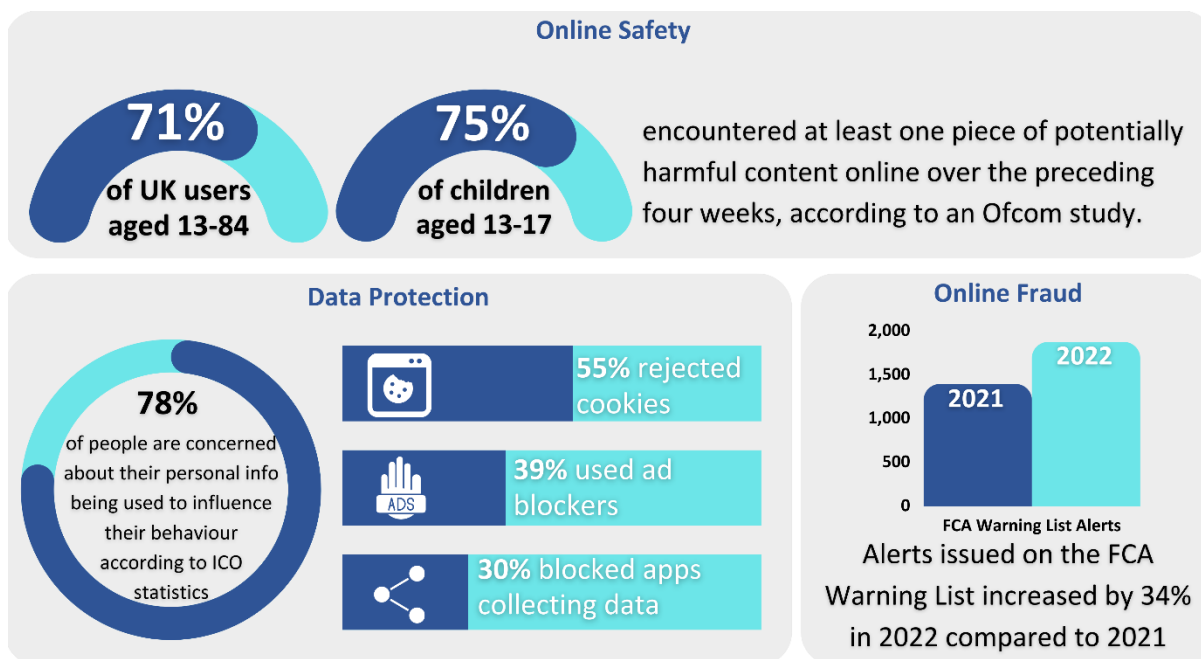 Online Safety
71%
of UK users
aged 13-84
75%
of children
aged 13-17
encountered at least one piece of potentially
harmful content online over the preceding
four weeks, according to an Ofcom study.
Data Protection
78%
of people are concerned
about their personal info
being used to influence
their behaviour
according to ICO
statistics
55% rejected
cookies
ADS
39% used ad
blockers
30% blocked apps
collecting data
Online Fraud
2,000
1,500
1,000
500
0
2021
2022
FCA Warning List Alerts
Alerts issued on the FCA
Warning List increased by 34%
in 2022 compared to 2021